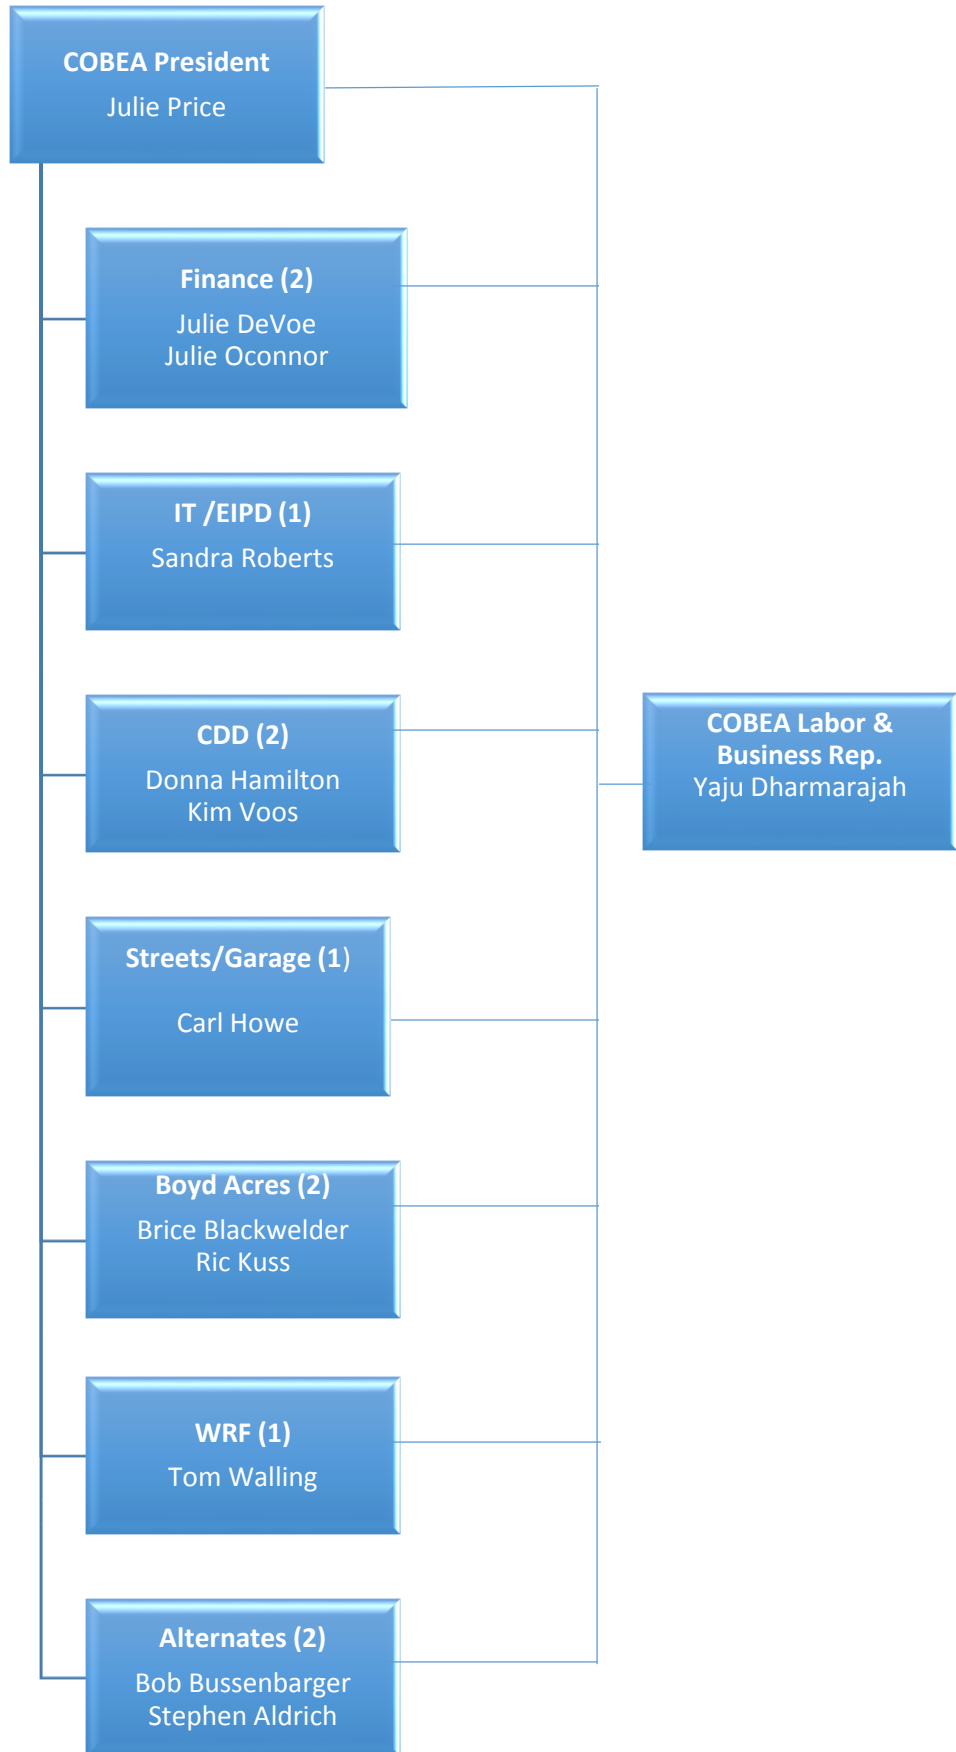 COBEA President
Julie Price
Finance (2)
Julie DeVoe
Julie Oconnor
IT /EIPD (1)
Sandra Roberts
CDD (2)
Donna Hamilton
Kim Voos
COBEA Labor &
Business Rep.
Yaju Dharmarajah
Streets/Garage (1)
Carl Howe
Boyd Acres (2)
Brice Blackwelder
Ric Kuss
WRF (1)
Tom Walling
Alternates (2)
Bob Bussenbarger
Stephen Aldrich